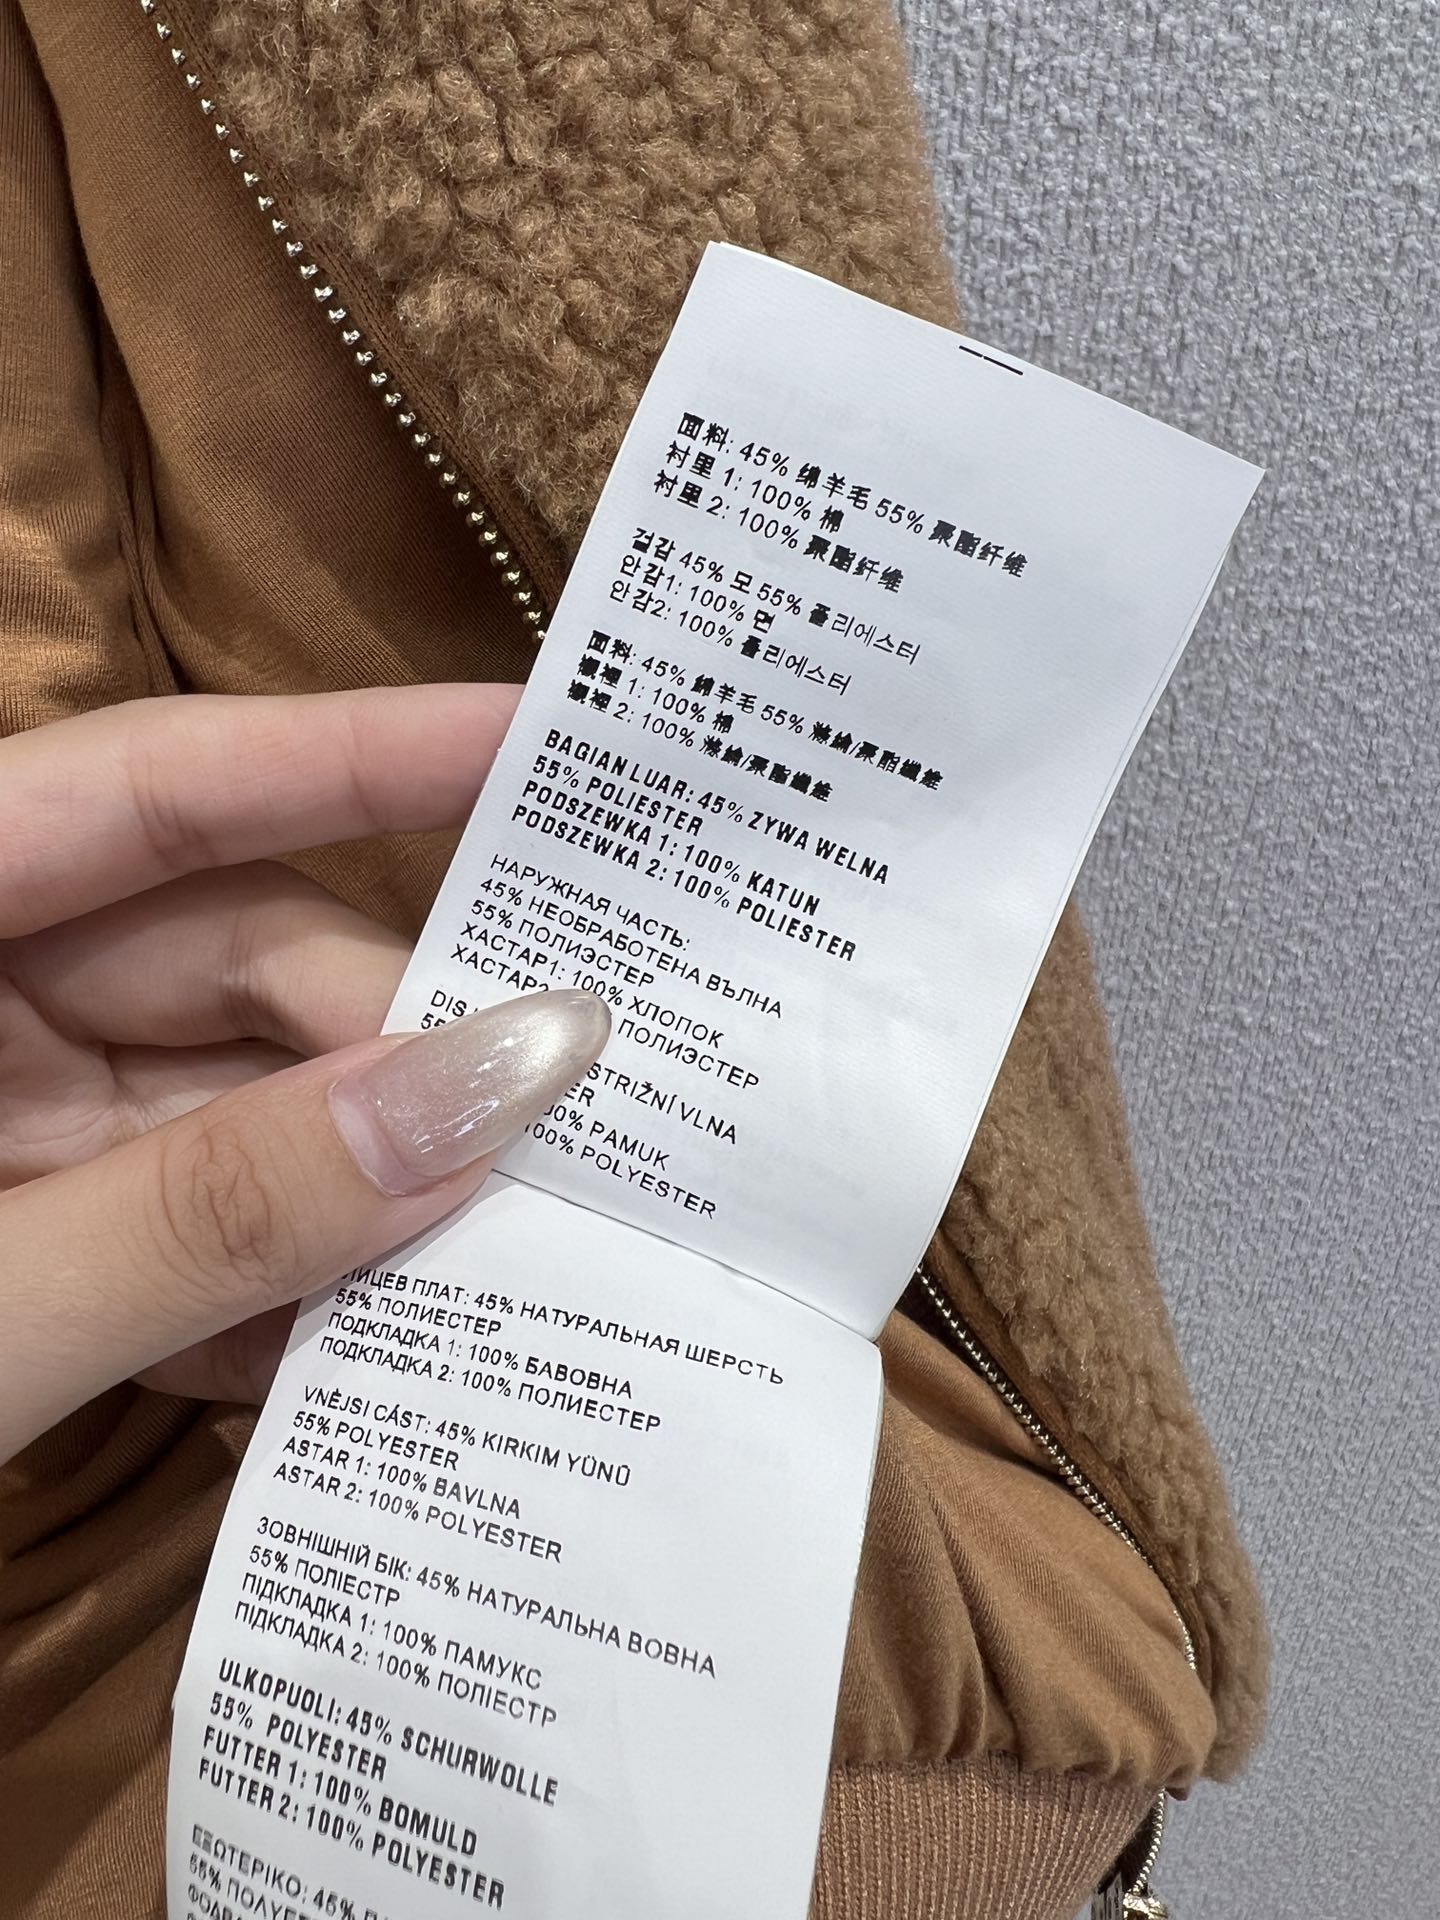 面料: 45% 绵羊毛 55% 聚酯纤维
衬里 1: 100% 棉
衬里 2: 100% 聚酯纤维
겉감 45% 모 55% 폴리에스터
안감1: 100% 면
안감2: 100% 폴리에스터
面料: 45% 綿羊毛 55% 滌綸/聚酯纖維
襯裡 1: 100% 棉
襯裡 2: 100% 滌綸/聚酯纖維
BAGIAN LUAR: 45% ZYWA WELNA
55% POLIESTER
PODSZEWKA 1: 100% KATUN
PODSZEWKA 2: 100% POLIESTER
НАРУЖНАЯ ЧАСТЬ:
45% НЕОБРАБОТЕНА ВЪЛНА
55% ПОЛИЭСТЕР
ХАСТАР1: 100% ХЛОПОК
ХАСТАР2 ПОЛИЭСТЕР
DIS STRIŽNÍ VLNA
PAMUK
100% POLYESTER
ЛИЦЕВ ПЛАТ: 45% НАТУРАЛЬНАЯ ШЕРСТЬ
55% ПОЛИЕСТЕР
ПОДКЛАДКА 1: 100% БАВОВНА
ПОДКЛАДКА 2: 100% ПОЛИЕСТЕР
VNĚJSI CÁST: 45% KIRKIM YÜNÜ
55% POLYESTER
ASTAR 1: 100% BAVLNA
ASTAR 2: 100% POLYESTER
ЗОВНІШНІЙ БІК: 45% НАТУРАЛЬНА ВОВНА
55% ПОЛІЕСТР
ПІДКЛАДКА 1: 100% ПАМУКС
ПІДКЛАДКА 2: 100% ПОЛІЕСТР
ULKOPUOLI: 45% SCHURWOLLE
55% POLYESTER
FUTTER 1: 100% BOMULD
FUTTER 2: 100% POLYESTER
ΕΞΩΤΕΡΙΚΟ: 45%
55%